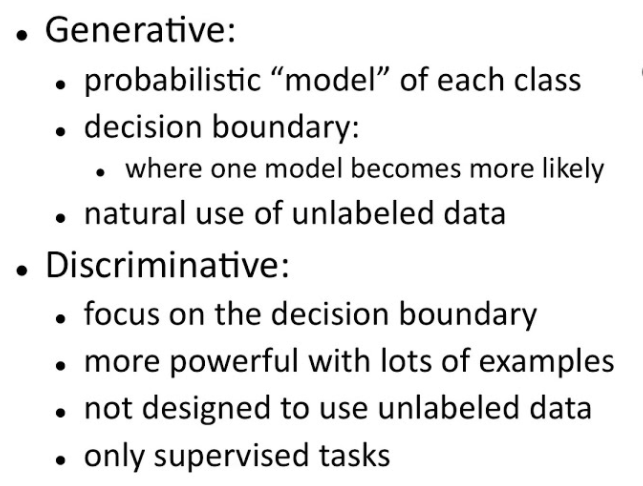 • Generative:
• probabilistic “model” of each class
• decision boundary:
• where one model becomes more likely
• natural use of unlabeled data
• Discriminative:
• focus on the decision boundary
• more powerful with lots of examples
• not designed to use unlabeled data
• only supervised tasks